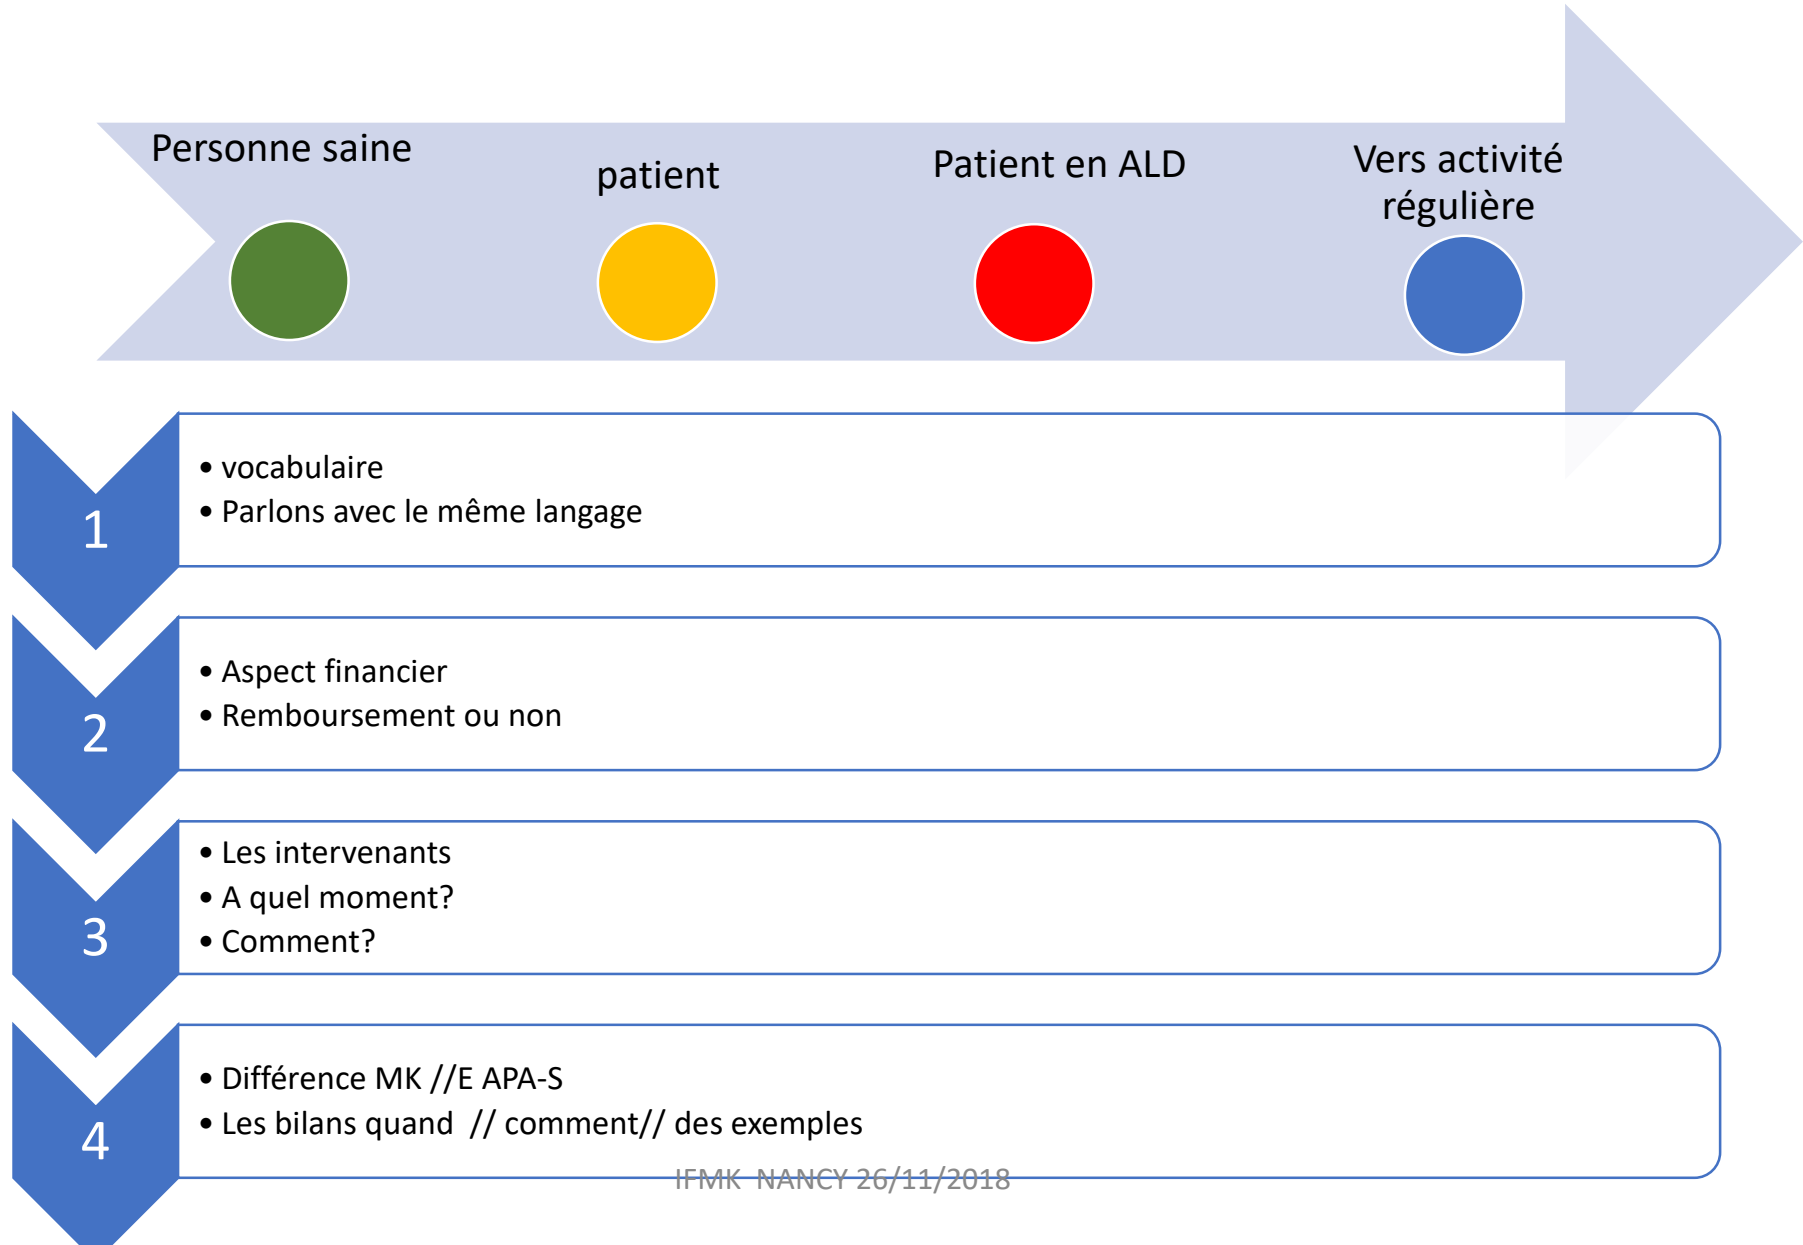 Personne saine
patient
Patient en ALD
Vers activité
régulière
1
• vocabulaire
• Parlons avec le même langage
2
• Aspect financier
• Remboursement ou non
3
• Les intervenants
• A quel moment?
• Comment?
4
• Différence MK //E APA-S
• Les bilans quand // comment// des exemples
IFMK NANCY 26/11/2018